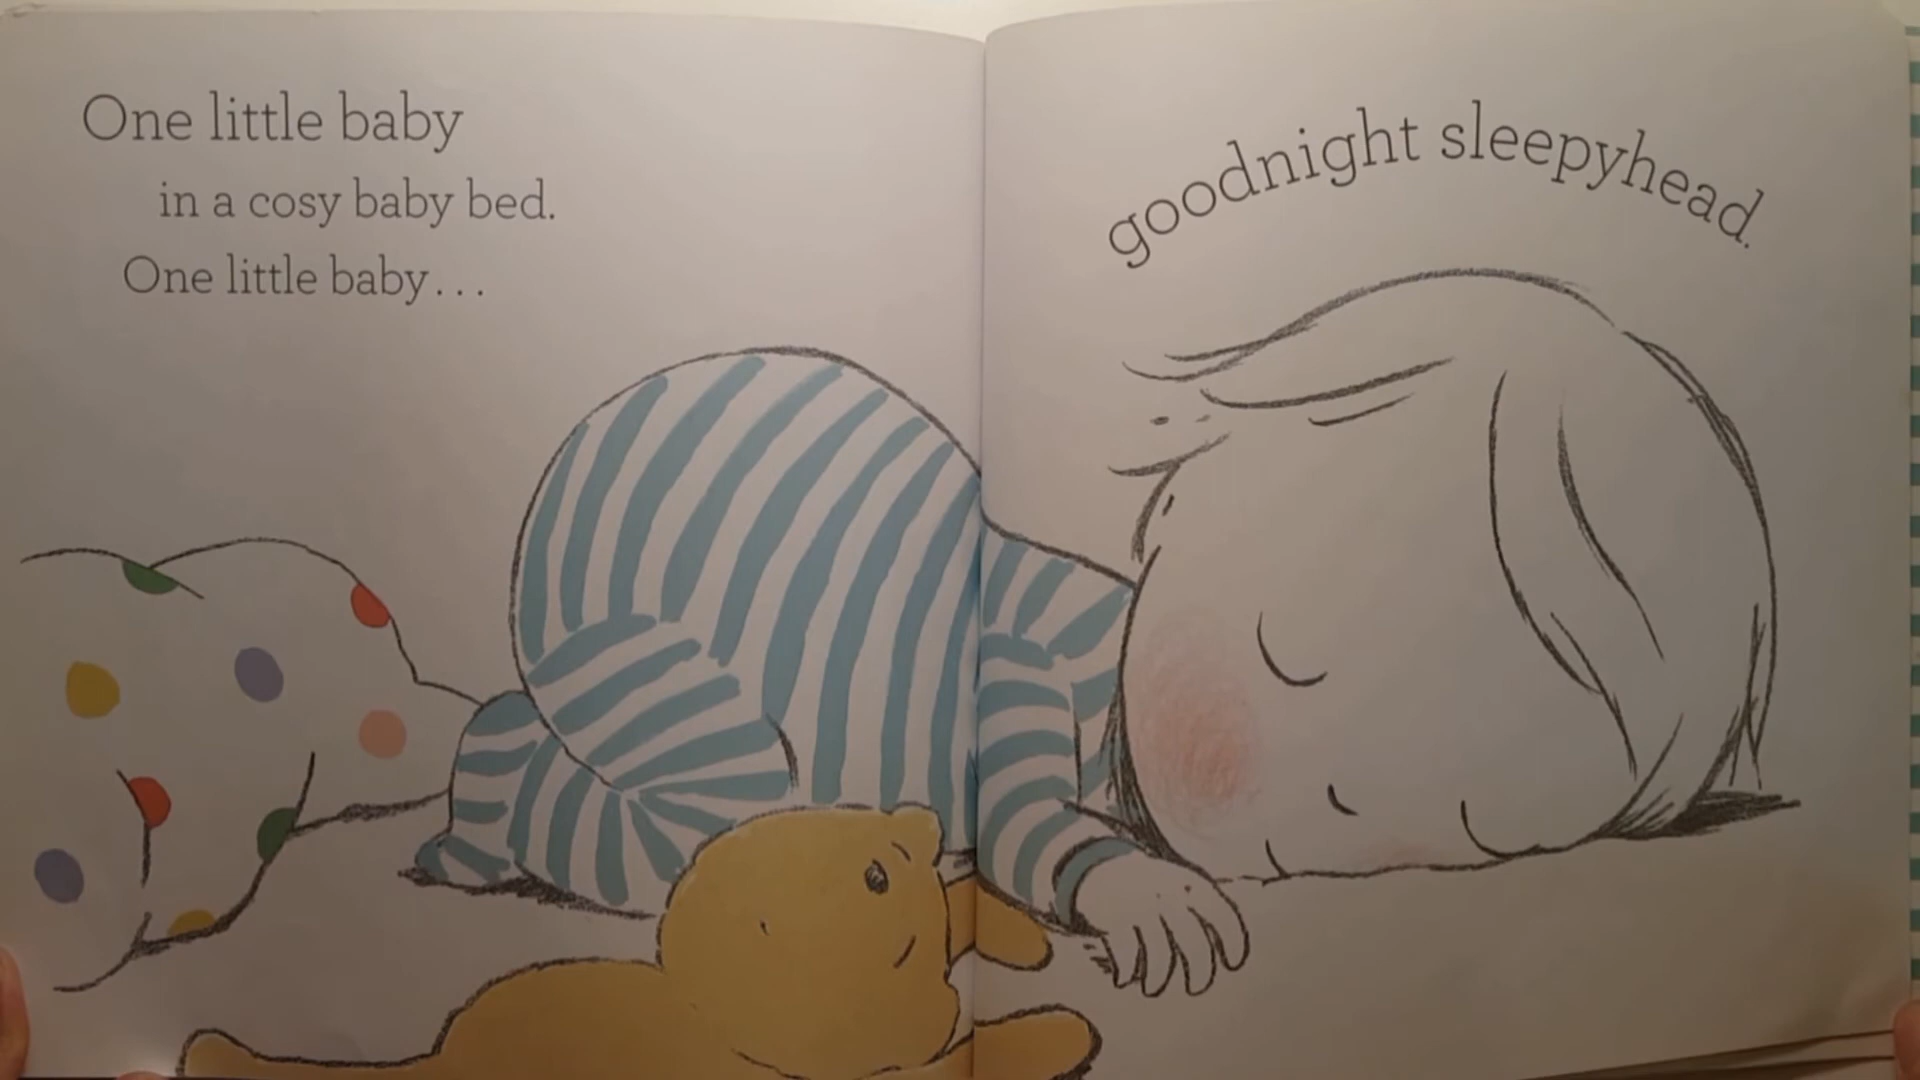 One little baby
in a cosy baby bed.
One little baby...
goodnight sleepyhead.